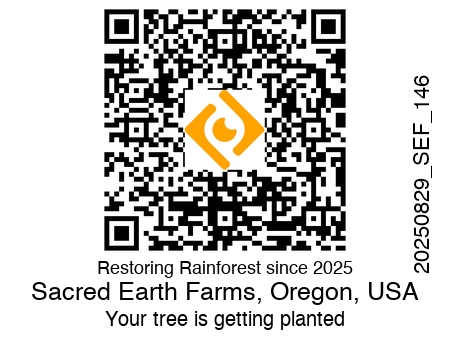 Restoring Rainforest since 2025
Sacred Earth Farms, Oregon, USA
Your tree is getting planted
20250829_SEF_146